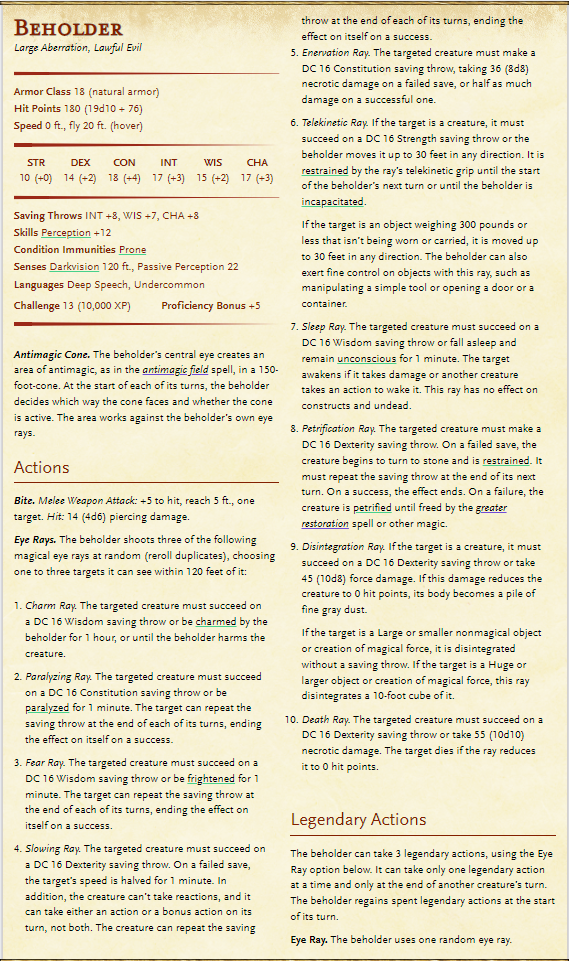 Beholder
Large Aberration, Lawful Evil
Armor Class 18 (natural armor)
Hit Points 180 (19d10 + 76)
Speed 0 ft., fly 20 ft. (hover)
STR DEX CON INT WIS CHA
10 (+0) 14 (+2) 18 (+4) 17 (+3) 15 (+2) 17 (+3)
Saving Throws INT +8, WIS +7, CHA +8
Skills Perception +12
Condition Immunities Prone
Senses Darkvision 120 ft., Passive Perception 22
Languages Deep Speech, Undercommon
Challenge 13 (10,000 XP) Proficiency Bonus +5
Antimagic Cone. The beholder's central eye creates an
area of antimagic, as in the antimagic field spell, in a 150-
foot-cone. At the start of each of its turns, the beholder
decides which way the cone faces and whether the cone
is active. The area works against the beholder's own eye
rays.
Actions
Bite. Melee Weapon Attack: +5 to hit, reach 5 ft., one
target. Hit: 14 (4d6) piercing damage.
Eye Rays. The beholder shoots three of the following
magical eye rays at random (reroll duplicates), choosing
one to three targets it can see within 120 feet of it:
1. Charm Ray. The targeted creature must succeed on
a DC 16 Wisdom saving throw or be charmed by the
beholder for 1 hour, or until the beholder harms the
creature.
2. Paralyzing Ray. The targeted creature must succeed
on a DC 16 Constitution saving throw or be
paralyzed for 1 minute. The target can repeat the
saving throw at the end of each of its turns, ending
the effect on itself on a success.
3. Fear Ray. The targeted creature must succeed on a
DC 16 Wisdom saving throw or be frightened for 1
minute. The target can repeat the saving throw at
the end of each of its turns, ending the effect on
itself on a success.
4. Slowing Ray. The targeted creature must succeed on
a DC 16 Dexterity saving throw. On a failed save,
the target's speed is halved for 1 minute. In
addition, the creature can't take reactions, and it
can take either an action or a bonus action on its
turn, not both. The creature can repeat the saving
throw at the end of each of its turns, ending the
effect on itself on a success.
5. Enervation Ray. The targeted creature must make a
DC 16 Constitution saving throw, taking 36 (8d8)
necrotic damage on a failed save, or half as much
damage on a successful one.
6. Telekinetic Ray. If the target is a creature, it must
succeed on a DC 16 Strength saving throw or the
beholder moves it up to 30 feet in any direction. It is
restrained by the ray's telekinetic grip until the start
of the beholder's next turn or until the beholder is
incapacitated.
If the target is an object weighing 300 pounds or
less that isn't being worn or carried, it is moved up
to 30 feet in any direction. The beholder can also
exert fine control on objects with this ray, such as
manipulating a simple tool or opening a door or a
container.
7. Sleep Ray. The targeted creature must succeed on a
DC 16 Wisdom saving throw or fall asleep and
remain unconscious for 1 minute. The target
awakens if it takes damage or another creature
takes an action to wake it. This ray has no effect on
constructs and undead.
8. Petrification Ray. The targeted creature must make a
DC 16 Dexterity saving throw. On a failed save, the
creature begins to turn to stone and is restrained. It
must repeat the saving throw at the end of its next
turn. On a success, the effect ends. On a failure, the
creature is petrified until freed by the greater
restoration spell or other magic.
9. Disintegration Ray. If the target is a creature, it must
succeed on a DC 16 Dexterity saving throw or take
45 (10d8) force damage. If this damage reduces the
creature to 0 hit points, its body becomes a pile of
fine gray dust.
If the target is a Large or smaller nonmagical object
or creation of magical force, it is disintegrated
without a saving throw. If the target is a Huge or
larger object or creation of magical force, this ray
disintegrates a 10-foot cube of it.
10. Death Ray. The targeted creature must succeed on a
DC 16 Dexterity saving throw or take 55 (10d10)
necrotic damage. The target dies if the ray reduces
it to 0 hit points.
Legendary Actions
The beholder can take 3 legendary actions, using the Eye
Ray option below. It can take only one legendary action
at a time and only at the end of another creature's turn.
The beholder regains spent legendary actions at the start
of its turn.
Eye Ray. The beholder uses one random eye ray.